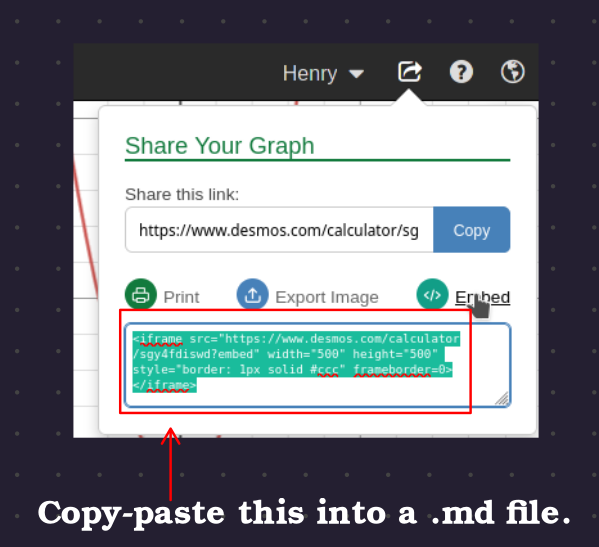 Henry
Share Your Graph
Share this link:
https://www.desmos.com/calculator/sg
Copy
Print
Export Image
Embed
<iframe src="https://www.desmos.com/calculator
/sgy4fdiswd?embed" width="500" height="500"
style="border: 1px solid #ccc" frameborder=0>
</iframe>
Copy-paste this into a .md file.